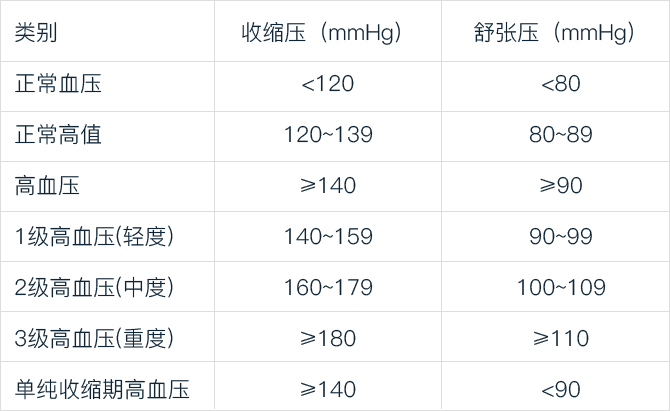 类别 收缩压（mmHg） 舒张压（mmHg）
正常血压 <120 <80
正常高值 120~139 80~89
高血压 ≥140 ≥90
1级高血压(轻度) 140~159 90~99
2级高血压(中度) 160~179 100~109
3级高血压(重度) ≥180 ≥110
单纯收缩期高血压 ≥140 <90